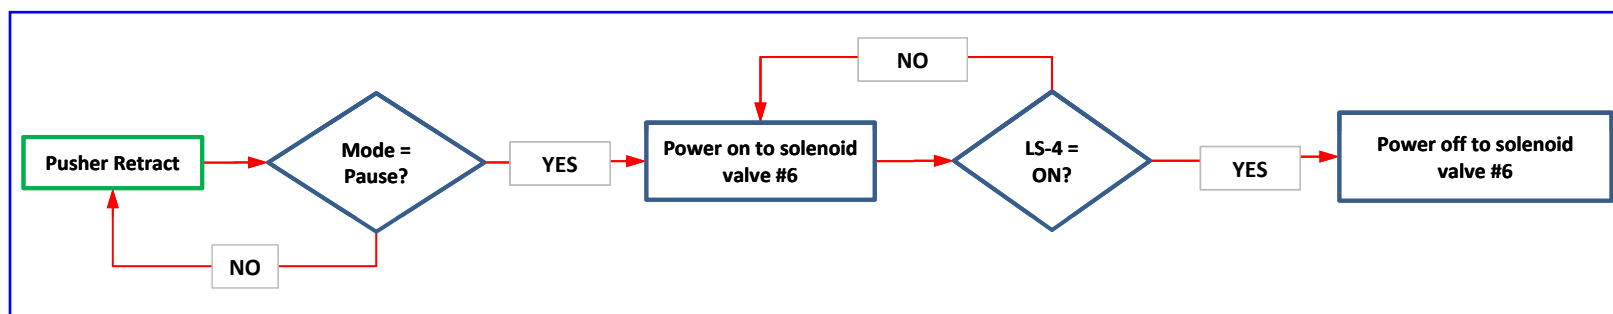 NO
Pusher Retract
Mode =
Pause?
YES
Power on to solenoid
valve #6
LS-4 =
ON?
YES
Power off to solenoid
valve #6
NO